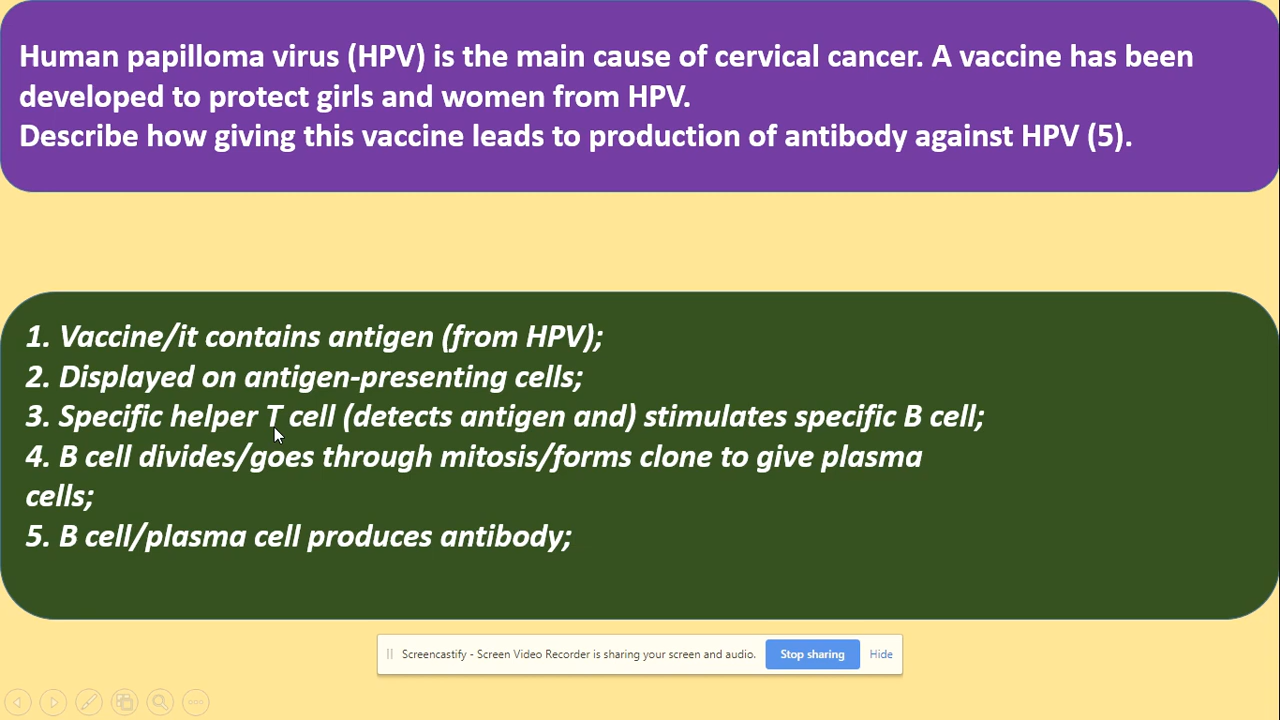 Human papilloma virus (HPV) is the main cause of cervical cancer. A vaccine has been
developed to protect girls and women from HPV.
Describe how giving this vaccine leads to production of antibody against HPV (5).
1. Vaccine/it contains antigen (from HPV);
2. Displayed on antigen-presenting cells;
3. Specific helper T cell (detects antigen and) stimulates specific B cell;
4. B cell divides/goes through mitosis/forms clone to give plasma
cells;
5. B cell/plasma cell produces antibody;
Screencastify - Screen Video Recorder is sharing your screen and audio. Stop sharing Hide